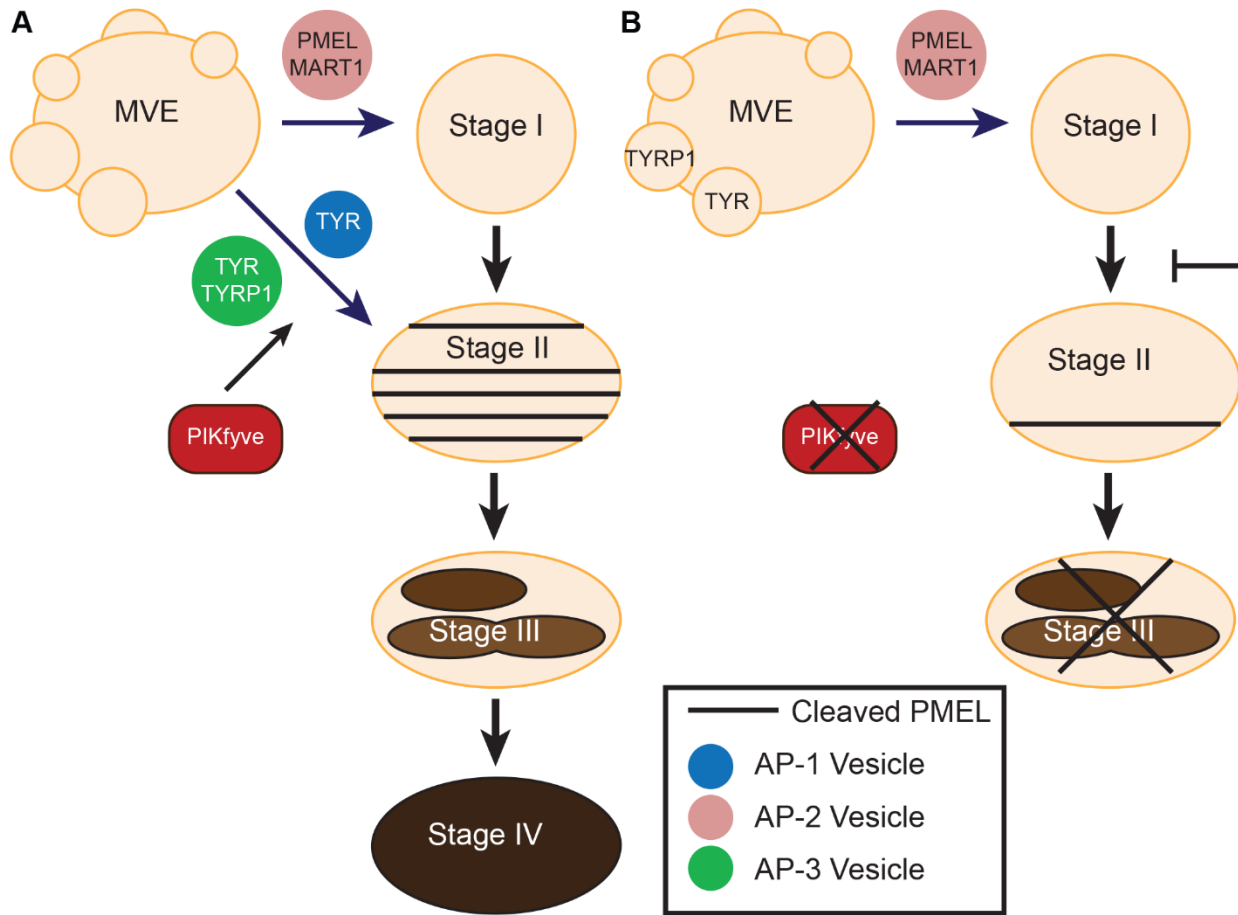 A
PMEL
MART1
MVE
Stage I
TYR
TYR
TYRP1
Stage II
PIKfyve
Stage III
Stage IV
B
PMEL
MART1
MVE
Stage I
TYRP1
TYR
Stage II
PIKfyve
Stage III
Cleaved PMEL
AP-1 Vesicle
AP-2 Vesicle
AP-3 Vesicle